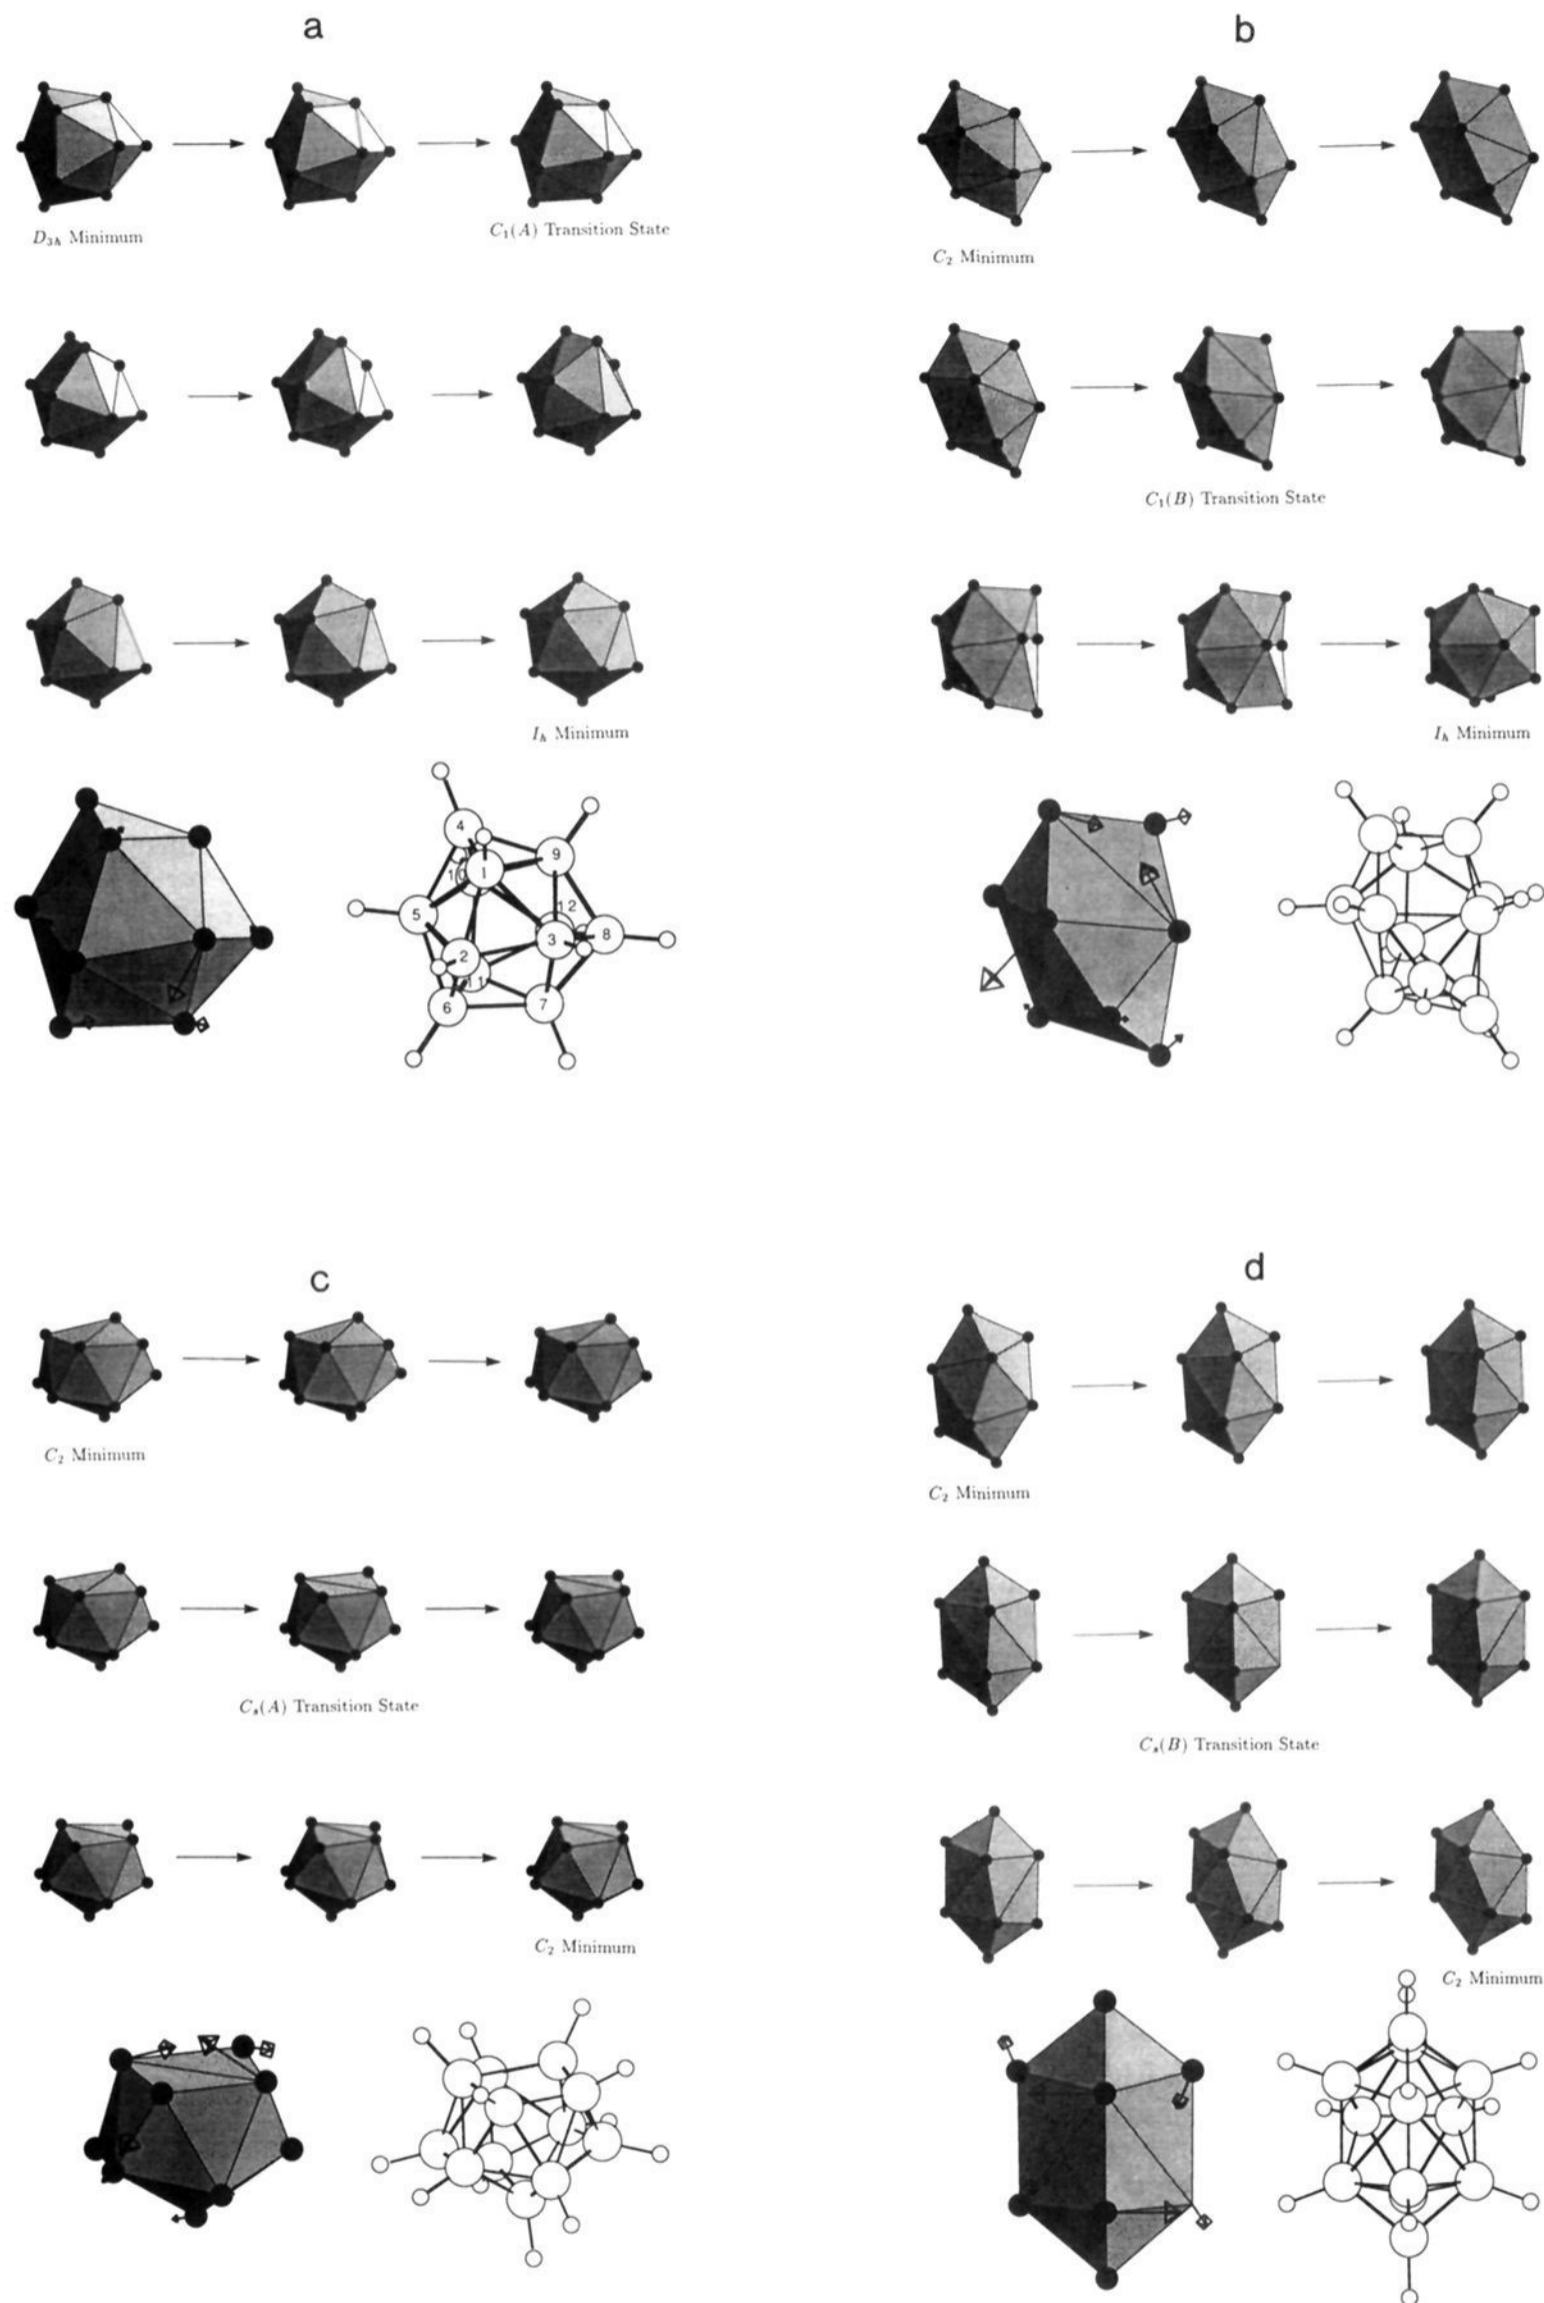 a
D₃ₕ Minimum
C₁(A) Transition State
Iₕ Minimum
4
9
1
10
5
12
3
8
2
11
6
7
b
C₂ Minimum
C₁(B) Transition State
Iₕ Minimum
c
C₂ Minimum
Cₛ(A) Transition State
C₂ Minimum
d
C₂ Minimum
Cₛ(B) Transition State
C₂ Minimum